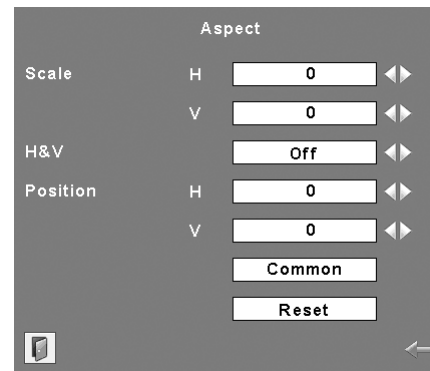 Aspect
Scale H 0
V 0
H&V Off
Position H 0
V 0
Common
Reset